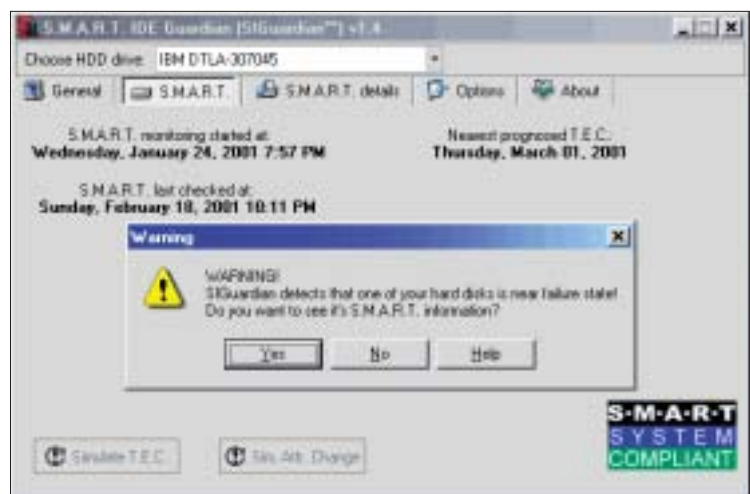 S.M.A.R.T. IDE Guardian (SIGuardian™) v1.4
Choose HDD drive: IBM DTLA-307045
General S.M.A.R.T. S.M.A.R.T. details Options About
S.M.A.R.T. monitoring started at:
Wednesday, January 24, 2001 7:57 PM
Nearest prognosed T.E.C.:
Thursday, March 01, 2001
S.M.A.R.T. last checked at:
Sunday, February 18, 2001 10:11 PM
Warning
WARNING!
SIGuardian detects that one of your hard disks is near failure state!
Do you want to see it's S.M.A.R.T. information?
Yes No Help
Simulate T.E.C. Sim. Attr. Change
S·M·A·R·T
SYSTEM
COMPLIANT